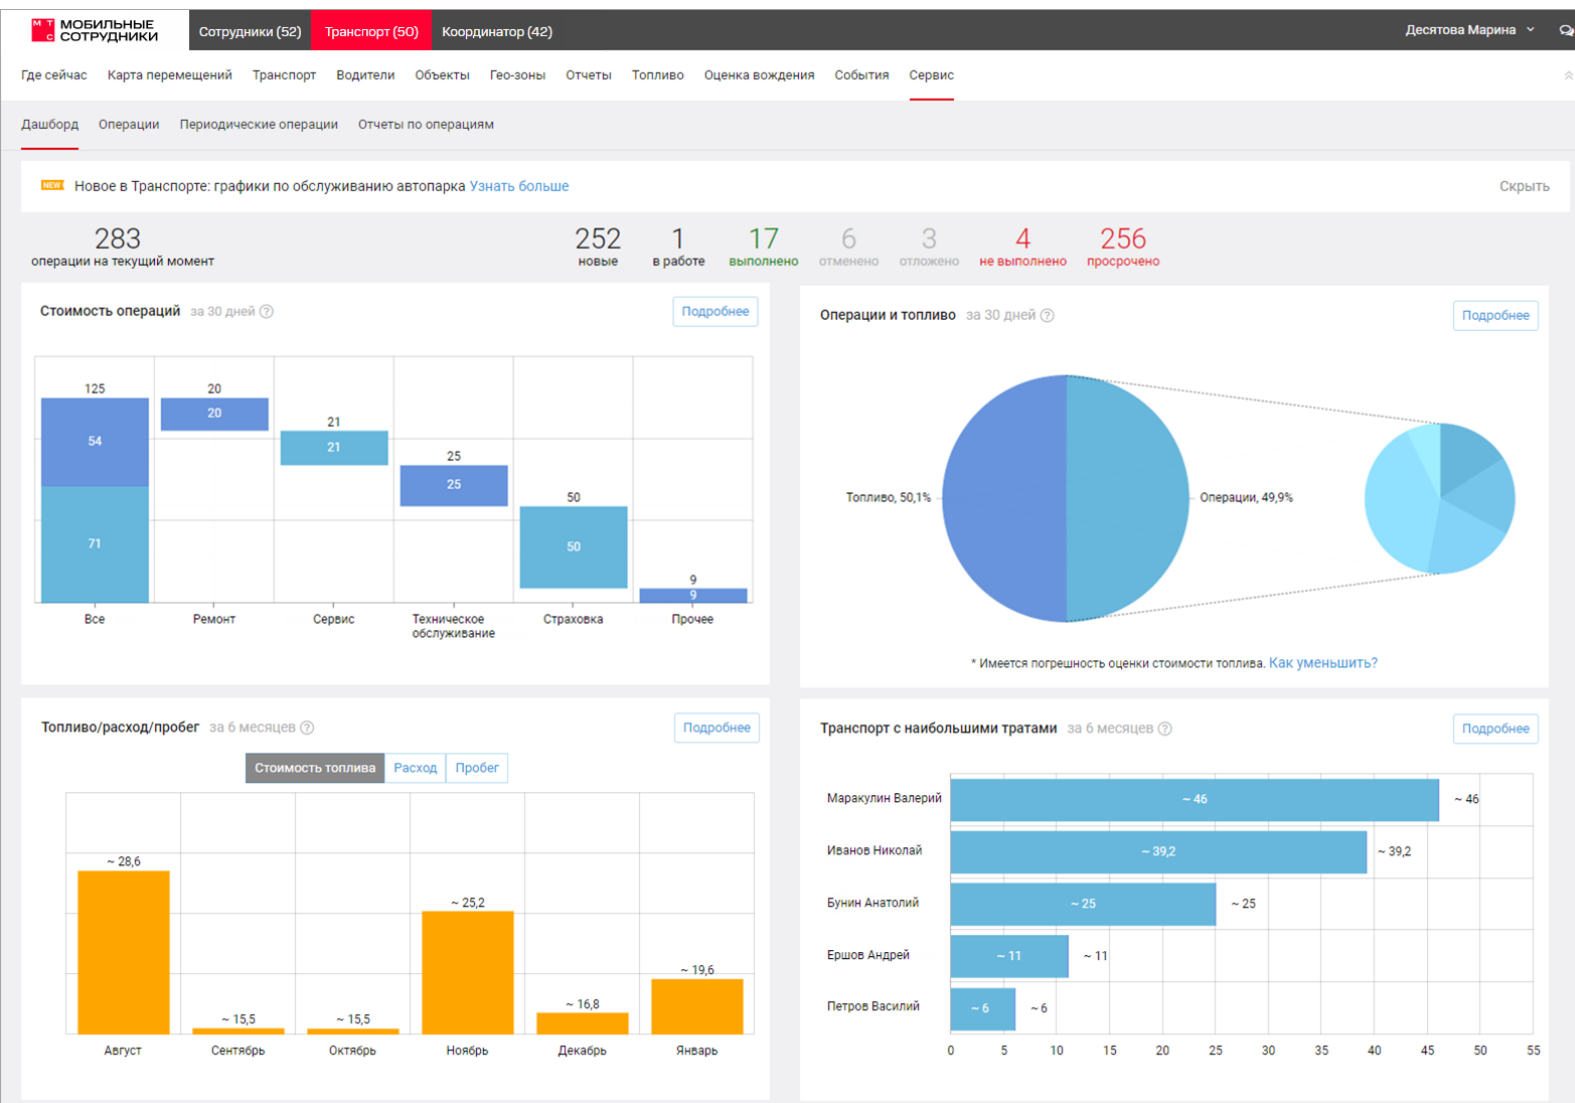 МТС МОБИЛЬНЫЕ СОТРУДНИКИ
Сотрудники (52) Транспорт (50) Координатор (42) Десятова Марина
Где сейчас Карта перемещений Транспорт Водители Объекты Гео-зоны Отчеты Топливо Оценка вождения События Сервис
Дашборд Операции Периодические операции Отчеты по операциям
NEW Новое в Транспорте: графики по обслуживанию автопарка Узнать больше Скрыть
283 252 1 17 6 3 4 256
операции на текущий момент новые в работе выполнено отменено отложено не выполнено просрочено
Стоимость операций за 30 дней ? Подробнее
125 20
20
54
21
21
25
25
50
50
71
9
9
Все Ремонт Сервис Техническое обслуживание Страховка Прочее
Операции и топливо за 30 дней ? Подробнее
Топливо, 50,1% Операции, 49,9%
* Имеется погрешность оценки стоимости топлива. Как уменьшить?
Топливо/расход/пробег за 6 месяцев ? Подробнее
Стоимость топлива Расход Пробег
~ 28,6
~ 15,5
~ 15,5
~ 25,2
~ 16,8
~ 19,6
Август Сентябрь Октябрь Ноябрь Декабрь Январь
Транспорт с наибольшими тратами за 6 месяцев ? Подробнее
Маракулин Валерий ~ 46 ~ 46
Иванов Николай ~ 39,2 ~ 39,2
Бунин Анатолий ~ 25 ~ 25
Ершов Андрей ~ 11 ~ 11
Петров Василий ~ 6 ~ 6
0 5 10 15 20 25 30 35 40 45 50 55